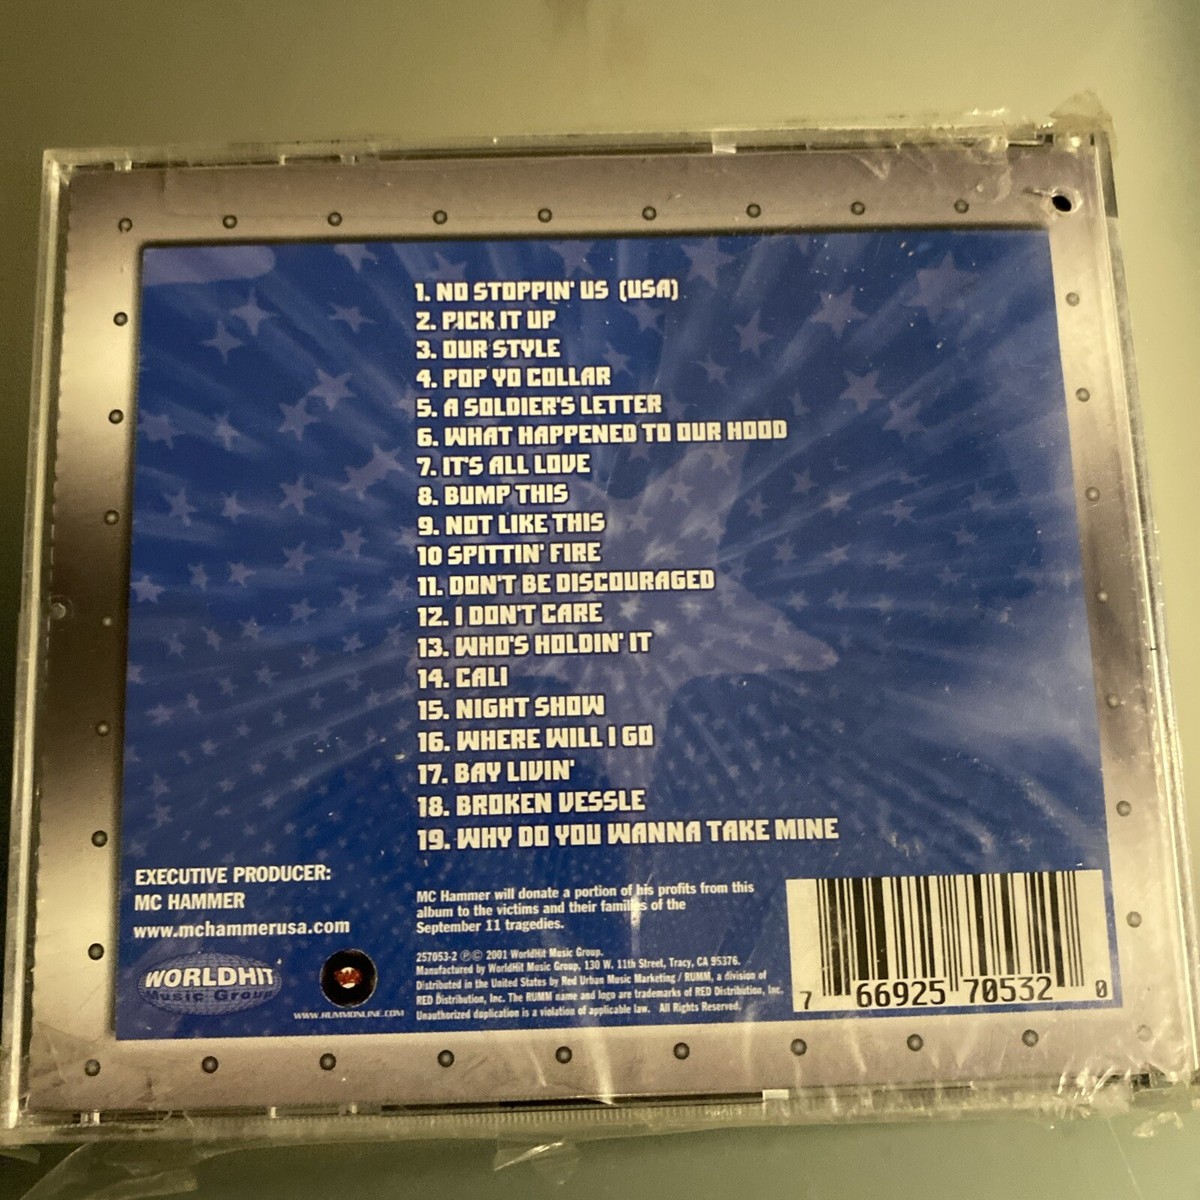 1. NO STOPPIN' US (USA)
2. PICK IT UP
3. OUR STYLE
4. POP YO COLLAR
5. A SOLDIER'S LETTER
6. WHAT HAPPENED TO OUR HOOD
7. IT'S ALL LOVE
8. BUMP THIS
9. NOT LIKE THIS
10 SPITTIN' FIRE
11. DON'T BE DISCOURAGED
12. I DON'T CARE
13. WHO'S HOLDIN' IT
14. CALI
15. NIGHT SHOW
16. WHERE WILL I GO
17. BAY LIVIN'
18. BROKEN VESSLE
19. WHY DO YOU WANNA TAKE MINE
EXECUTIVE PRODUCER:
MC HAMMER
www.mchammerusa.com
WORLDHIT
Music Group
WWW.RUMMONLINE.COM
MC Hammer will donate a portion of his profits from this
album to the victims and their families of the
September 11 tragedies.
257053-2 ℗© 2001 WorldHit Music Group.
Manufactured by WorldHit Music Group, 130 W. 11th Street, Tracy, CA 95376.
Distributed in the United States by Red Urban Music Marketing / RUMM, a division of
RED Distribution, Inc. The RUMM name and logo are trademarks of RED Distribution, Inc.
Unauthorized duplication is a violation of applicable law. All Rights Reserved.
7 66925 70532 0